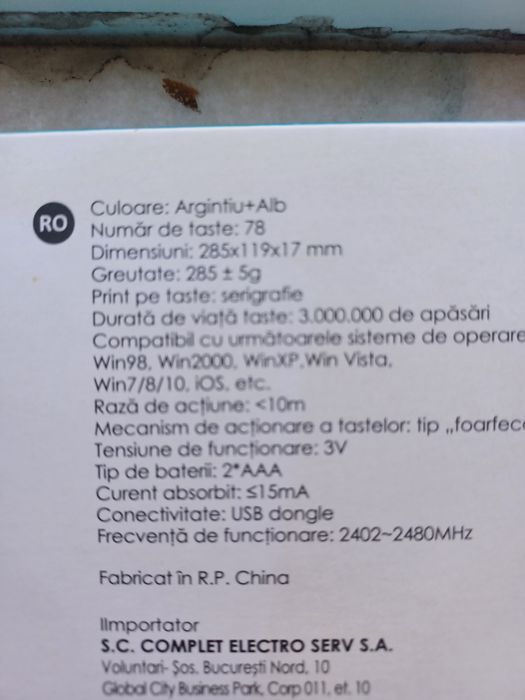 RO
Culoare: Argintiu+Alb
Număr de taste: 78
Dimensiuni: 285x119x17 mm
Greutate: 285 ± 5g
Print pe taste: serigrafie
Durată de viață taste: 3.000.000 de apăsări
Compatibil cu următoarele sisteme de operare
Win98, Win2000, WinXP,Win Vista,
Win7/8/10, iOS, etc.
Rază de acțiune: <10m
Mecanism de acționare a tastelor: tip „foarfec
Tensiune de funcționare: 3V
Tip de baterii: 2*AAA
Curent absorbit: ≤15mA
Conectivitate: USB dongle
Frecvență de funcționare: 2402~2480MHz
Fabricat în R.P. China
IImportator
S.C. COMPLET ELECTRO SERV S.A.
Voluntari- Șos. București Nord, 10
Global City Business Park, Corp 011, et. 10